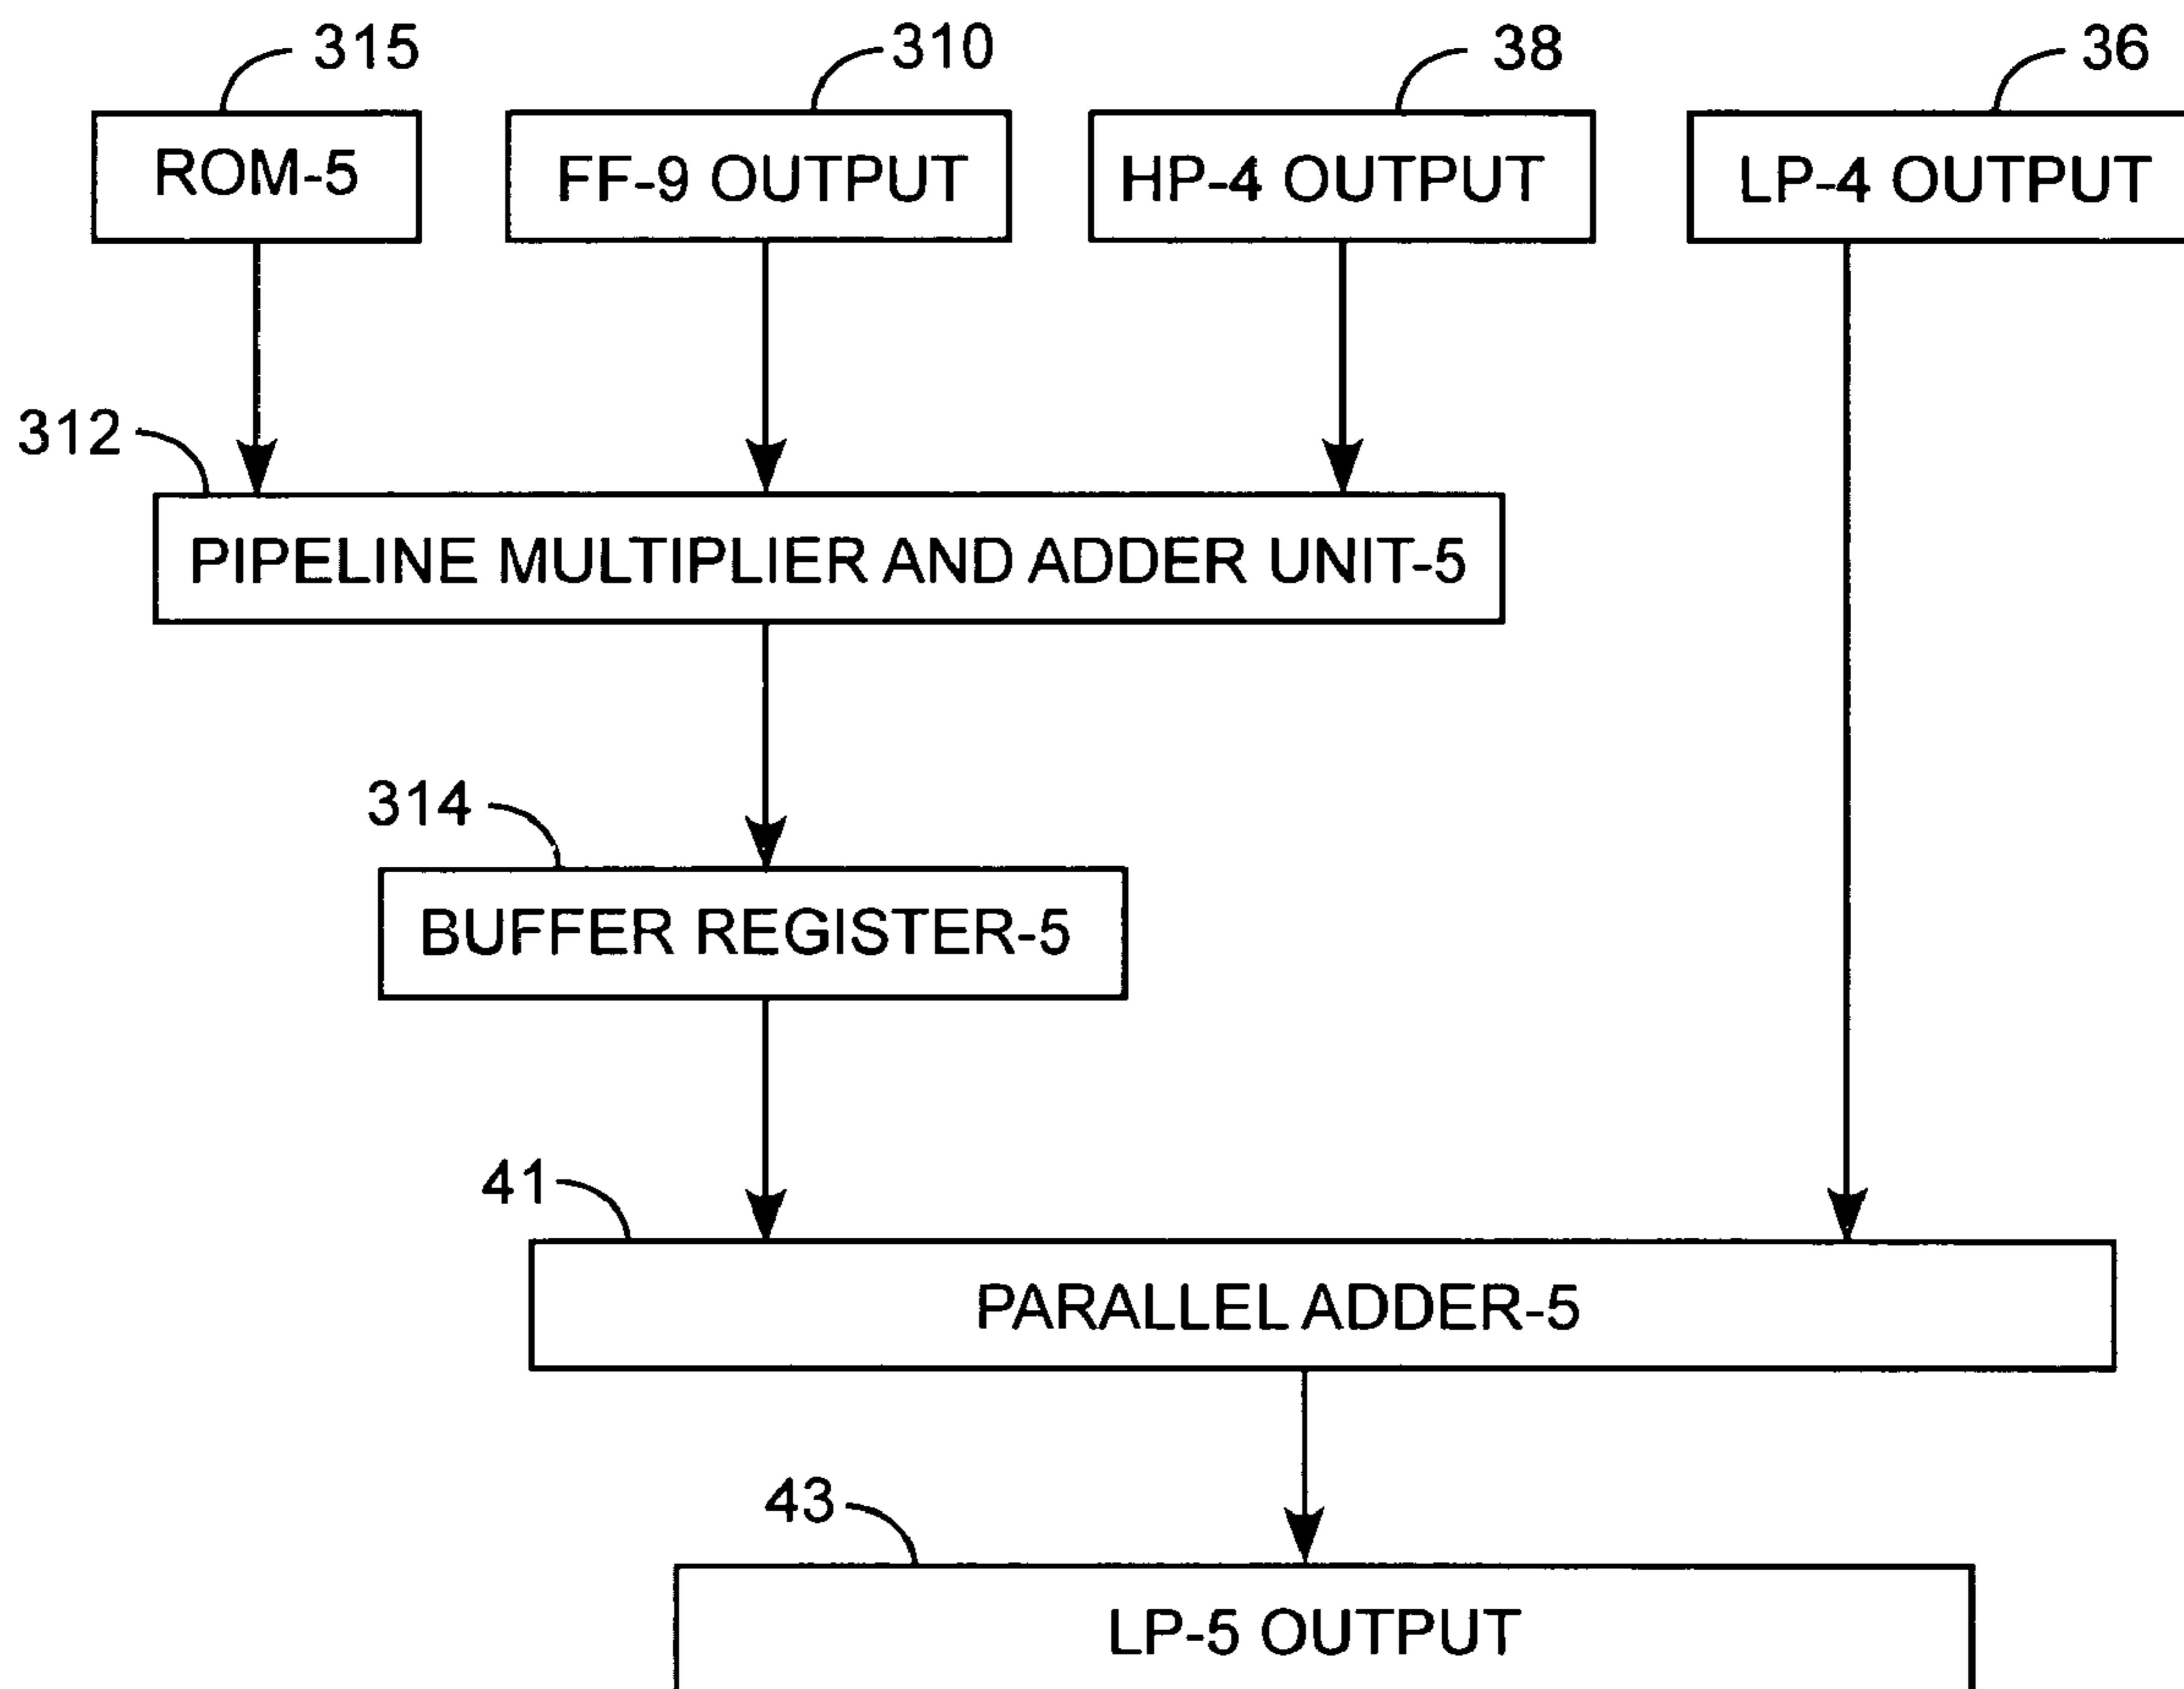 315
310
38
36
ROM-5
FF-9 OUTPUT
HP-4 OUTPUT
LP-4 OUTPUT
312
PIPELINE MULTIPLIER AND ADDER UNIT-5
314
BUFFER REGISTER-5
41
PARALLEL ADDER-5
43
LP-5 OUTPUT